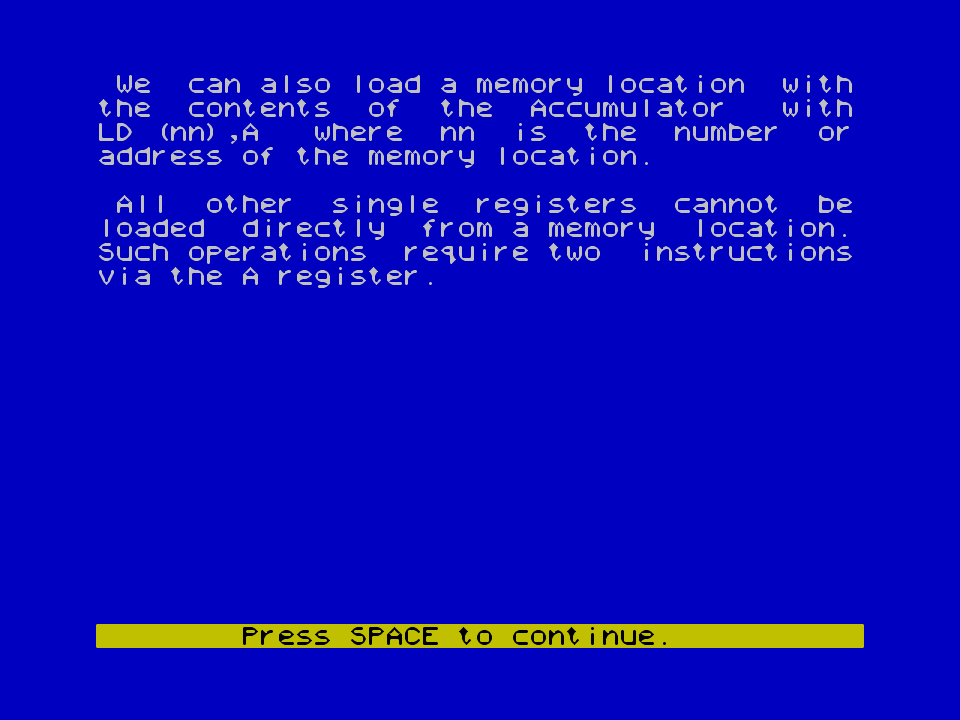 We can also load a memory location with
the contents of the Accumulator with
LD (nn),A where nn is the number or
address of the memory location.
All other single registers cannot be
loaded directly from a memory location.
Such operations require two instructions
via the A register.
Press SPACE to continue.